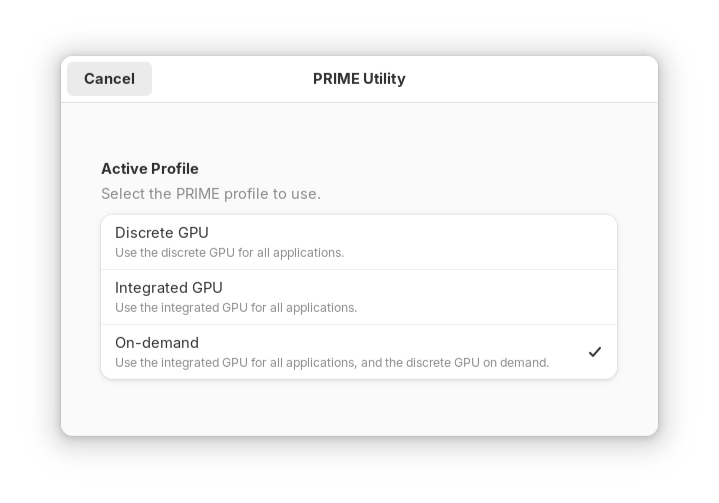 Cancel
PRIME Utility
Active Profile
Select the PRIME profile to use.
Discrete GPU
Use the discrete GPU for all applications.
Integrated GPU
Use the integrated GPU for all applications.
On-demand
Use the integrated GPU for all applications, and the discrete GPU on demand.